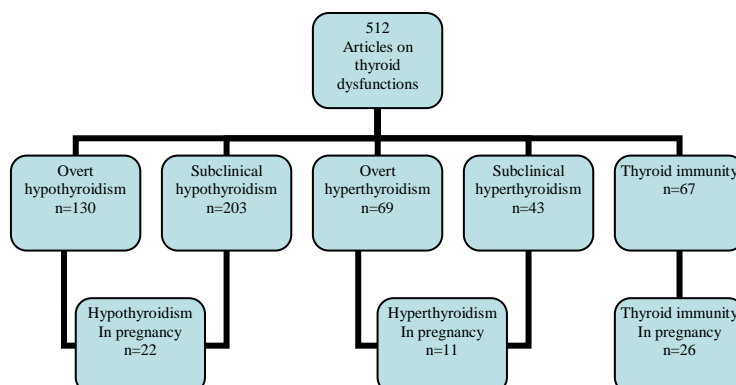 512
Articles on
thyroid
dysfunctions
Overt
hypothyroidism
n=130
Subclinical
hypothyroidism
n=203
Overt
hyperthyroidism
n=69
Subclinical
hyperthyroidism
n=43
Thyroid immunity
n=67
Hypothyroidism
In pregnancy
n=22
Hyperthyroidism
In pregnancy
n=11
Thyroid immunity
In pregnancy
n=26